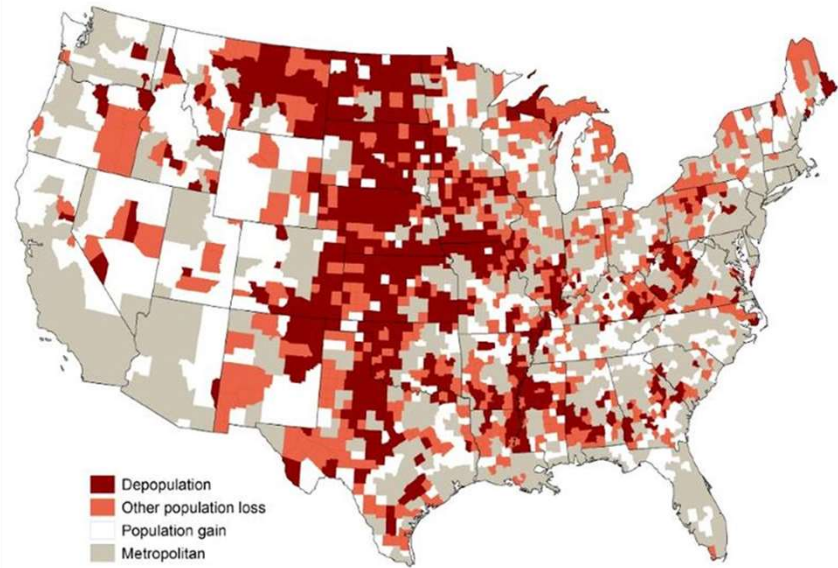 Depopulation
Other population loss
Population gain
Metropolitan